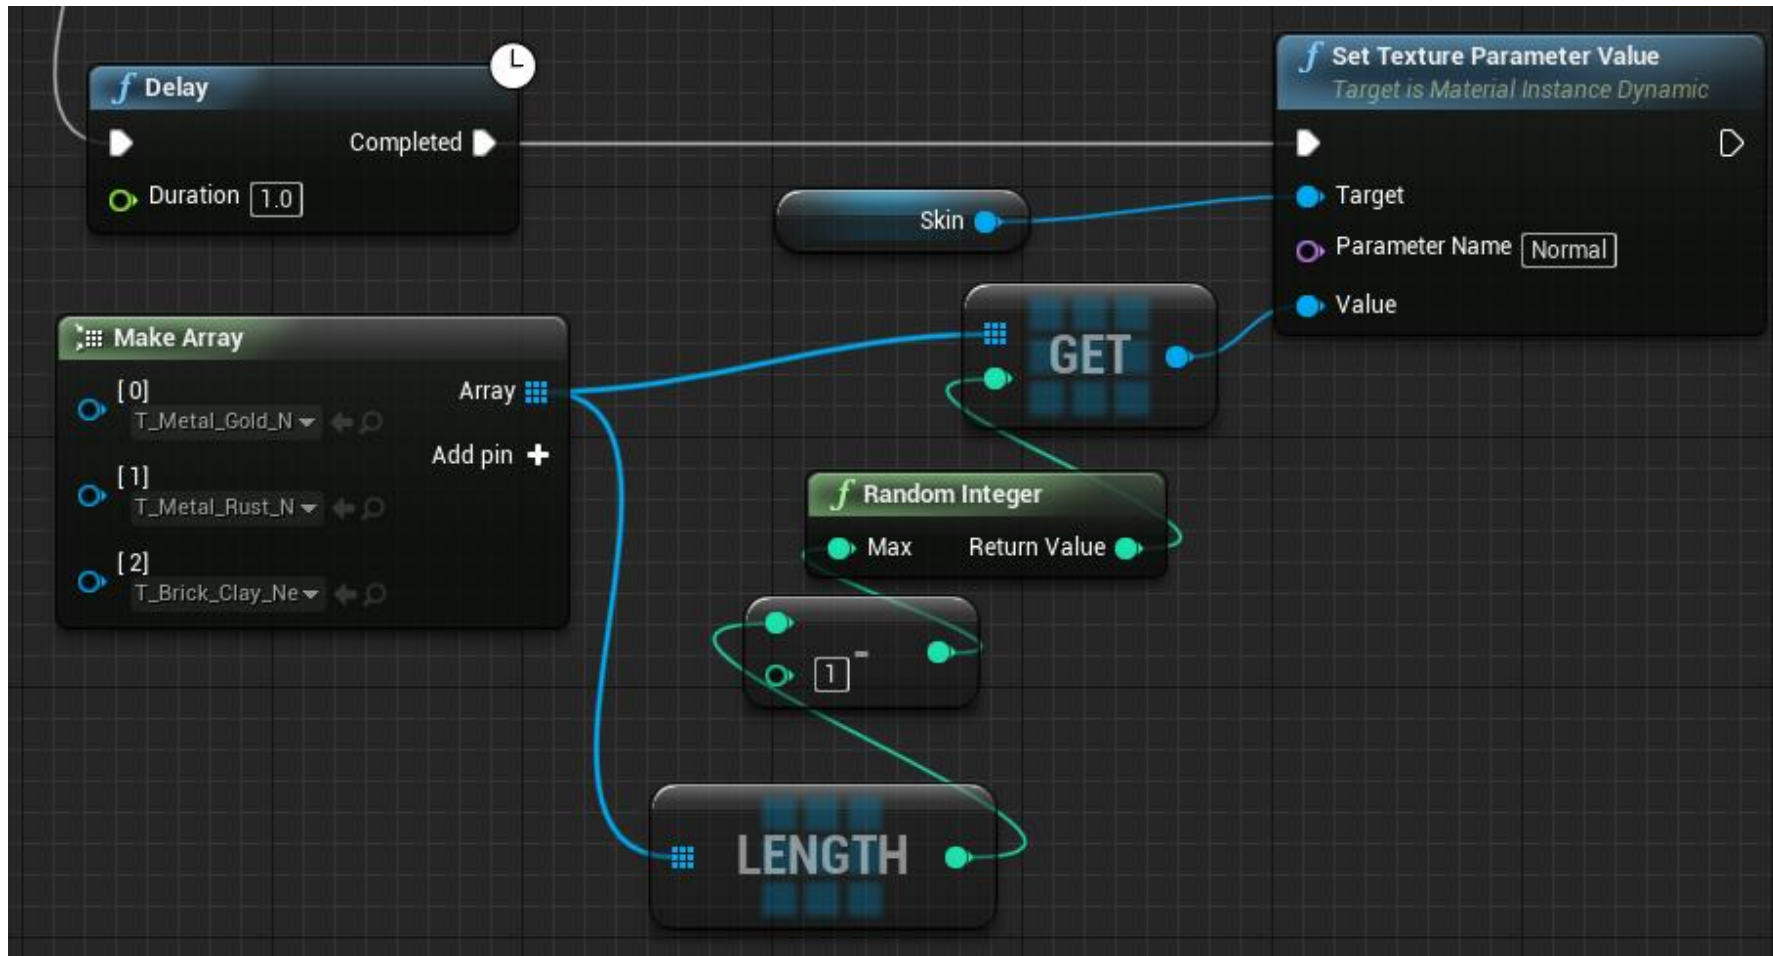 Delay
Completed
Duration 1.0
Set Texture Parameter Value
Target is Material Instance Dynamic
Target
Parameter Name Normal
Value
Skin
GET
Make Array
[0]
T_Metal_Gold_N
Array
Add pin
[1]
T_Metal_Rust_N
[2]
T_Brick_Clay_Ne
Random Integer
Max Return Value
-
1
LENGTH